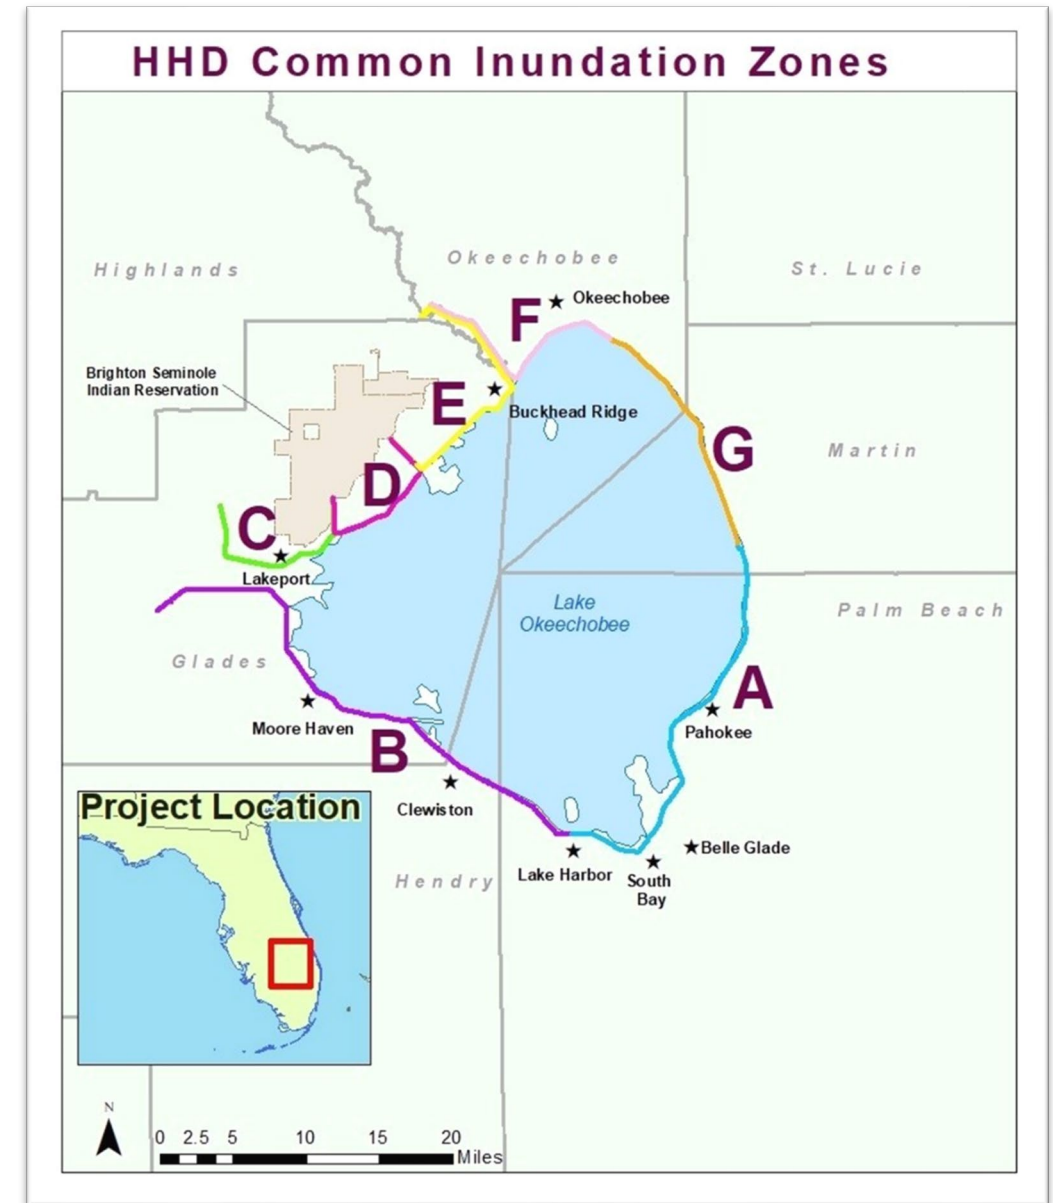 HHD Common Inundation Zones
Highlands
Okeechobee
St. Lucie
F
Okeechobee
Brighton Seminole
Indian Reservation
E
Buckhead Ridge
G
Martin
D
C
Lakeport
Lake
Okeechobee
Palm Beach
Glades
A
Moore Haven
Pahokee
B
Clewiston
Project Location
Belle Glade
Lake Harbor
South
Bay
Hendry
N
0 2.5 5 10 15 20
Miles